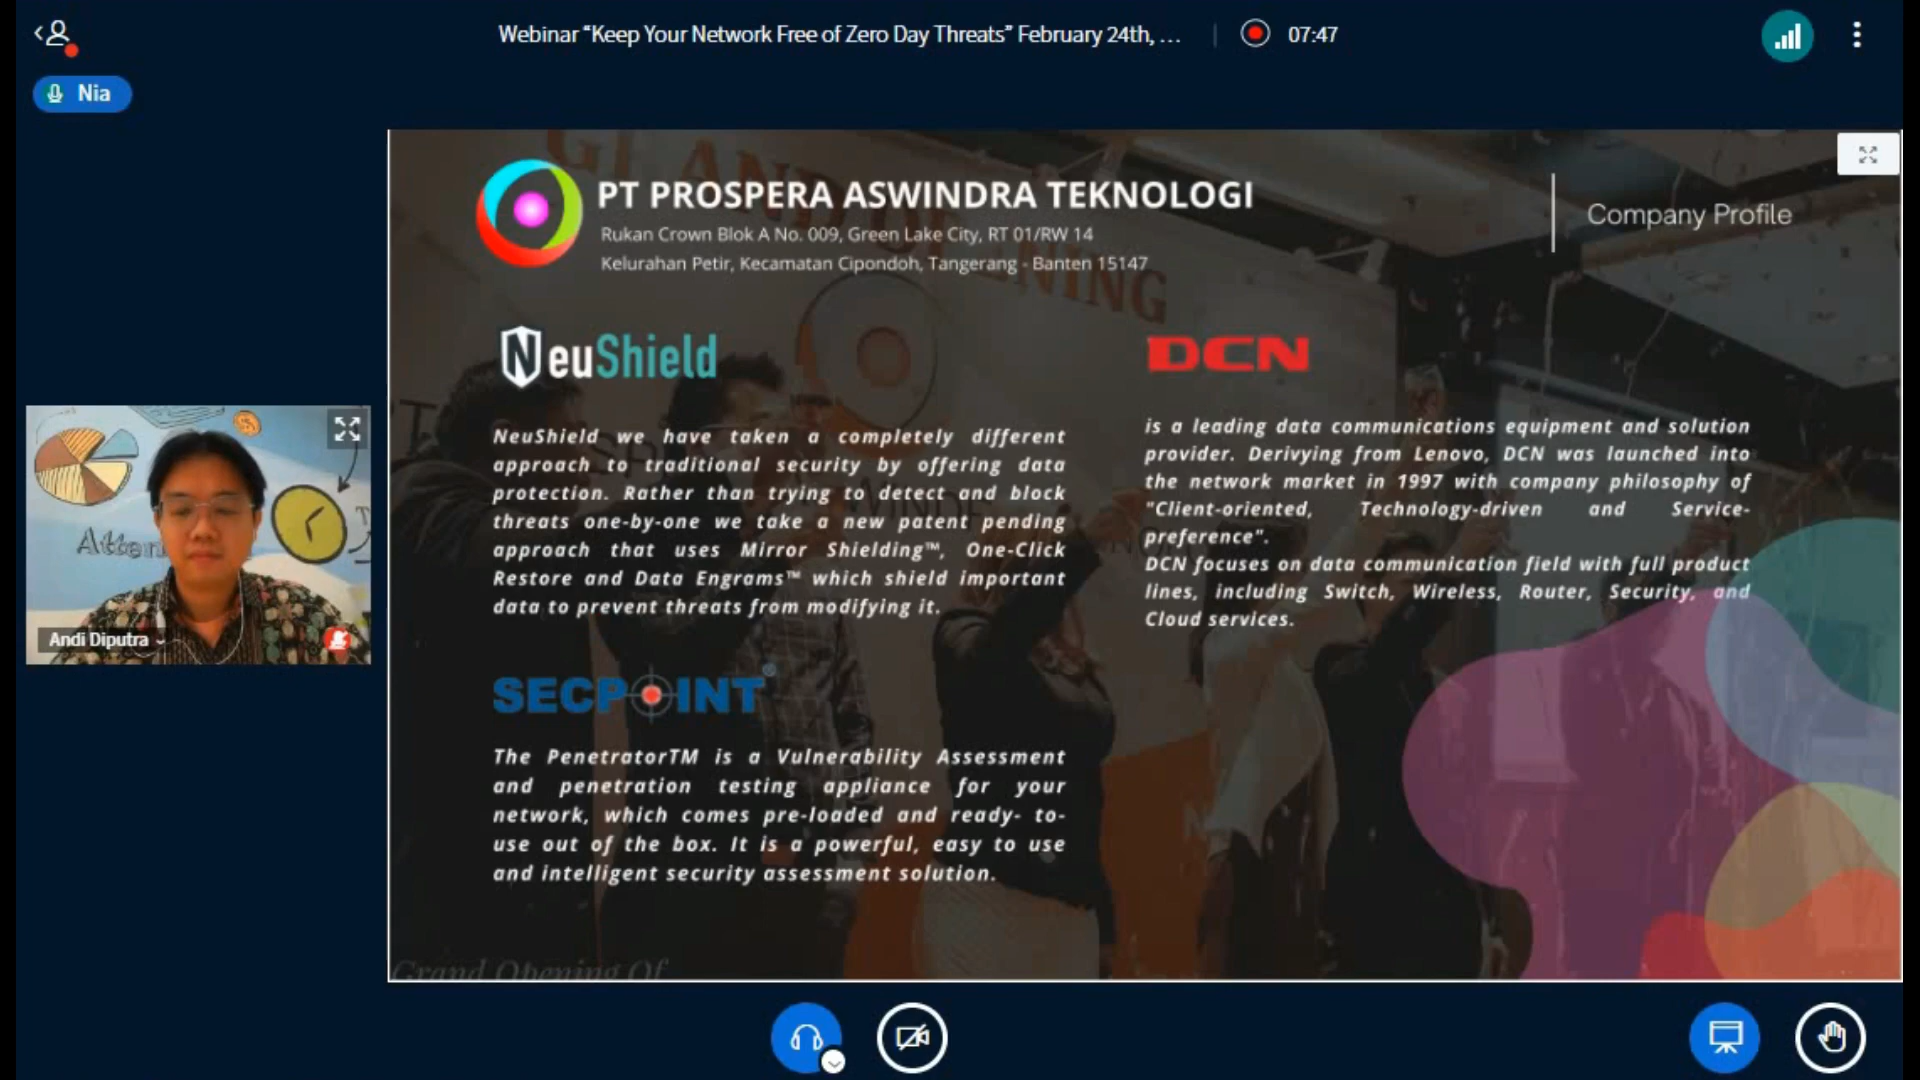 Webinar “Keep Your Network Free of Zero Day Threats” February 24th, ...
07:47
Nia
PT PROSPERA ASWINDRA TEKNOLOGI
Rukan Crown Blok A No. 009, Green Lake City, RT 01/RW 14
Kelurahan Petir, Kecamatan Cipondoh, Tangerang - Banten 15147
Company Profile
NeuShield
NeuShield we have taken a completely different
approach to traditional security by offering data
protection. Rather than trying to detect and block
threats one-by-one we take a new patent pending
approach that uses Mirror Shielding™, One-Click
Restore and Data Engrams™ which shield important
data to prevent threats from modifying it.
DCN
is a leading data communications equipment and solution
provider. Derivying from Lenovo, DCN was launched into
the network market in 1997 with company philosophy of
"Client-oriented, Technology-driven and Service-
preference".
DCN focuses on data communication field with full product
lines, including Switch, Wireless, Router, Security, and
Cloud services.
SECPOINT
The PenetratorTM is a Vulnerability Assessment
and penetration testing appliance for your
network, which comes pre-loaded and ready- to-
use out of the box. It is a powerful, easy to use
and intelligent security assessment solution.
Andi Diputra
Grand Opening Of